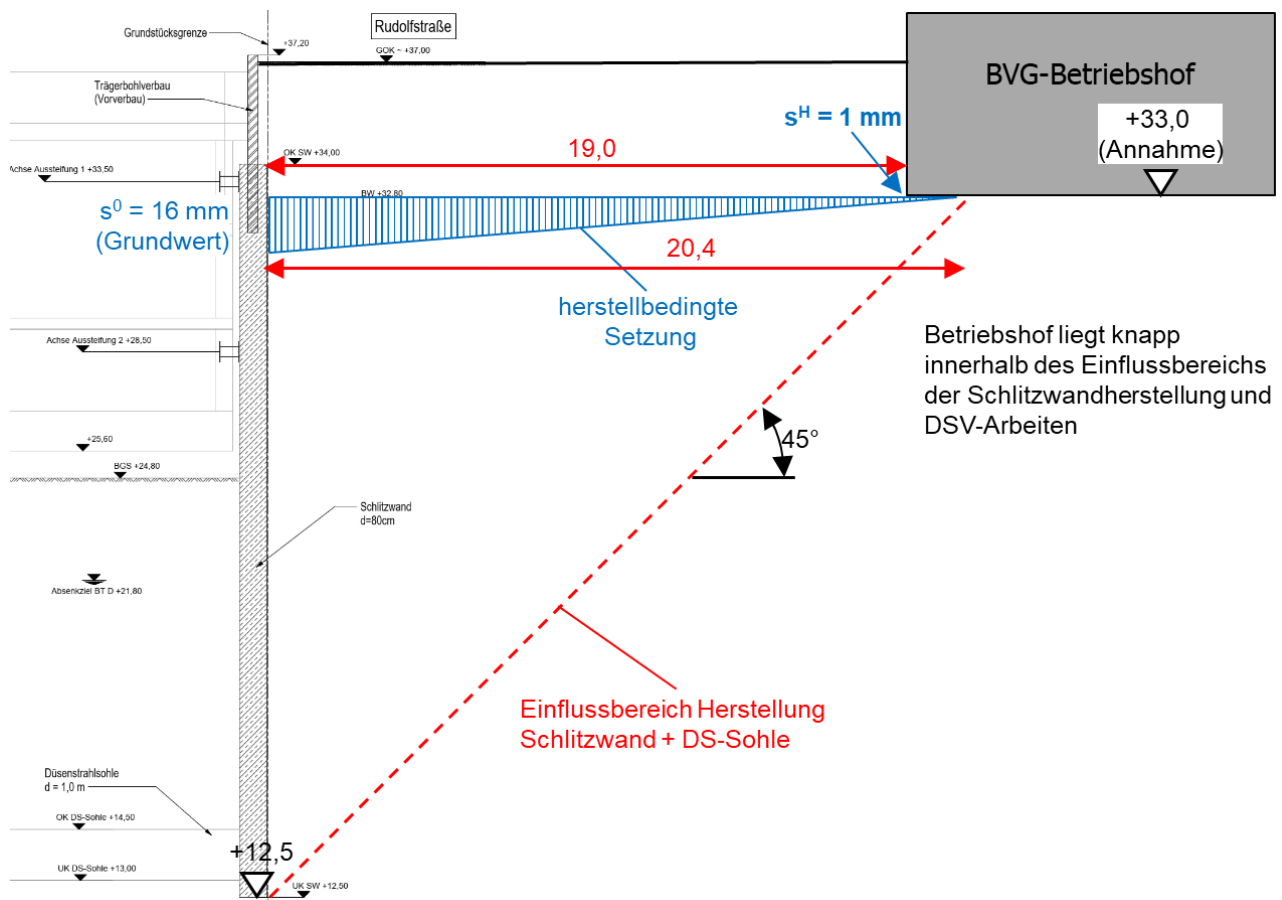 Grundstücksgrenze
Rudolfstraße
+37,20
GOK ~ +37,00
Trägerbohlverbau
(Vorverbau)
BVG-Betriebshof
+33,0
(Annahme)
sᴴ = 1 mm
19,0
OK SW +34,00
Achse Aussteifung 1 +33,50
BW +32,80
s⁰ = 16 mm
(Grundwert)
20,4
herstellbedingte
Setzung
Achse Aussteifung 2 +28,50
Betriebshof liegt knapp
innerhalb des Einflussbereichs
der Schlitzwandherstellung und
DSV-Arbeiten
+25,60
45°
BGS +24,80
Schlitzwand
d=80cm
Absenkziel BT D +21,80
Einflussbereich Herstellung
Schlitzwand + DS-Sohle
Düsenstrahlsohle
d = 1,0 m
OK DS-Sohle +14,50
+12,5
UK DS-Sohle +13,00
UK SW +12,50